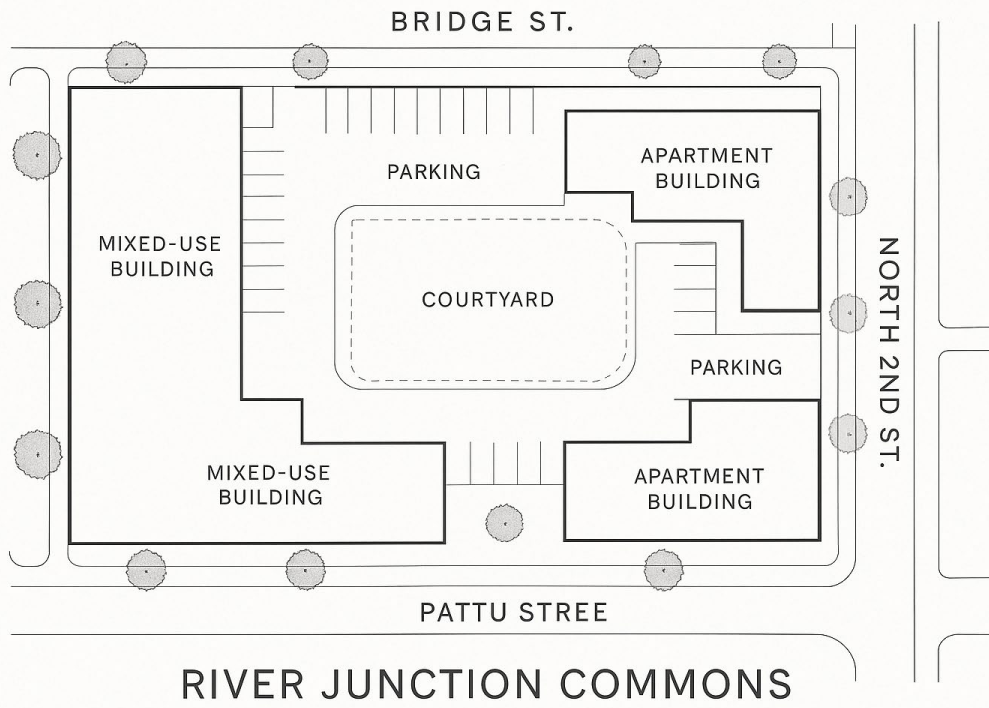 BRIDGE ST.
PARKING
APARTMENT
BUILDING
MIXED-USE
BUILDING
COURTYARD
NORTH 2ND ST.
PARKING
MIXED-USE
BUILDING
APARTMENT
BUILDING
PATTU STREE
RIVER JUNCTION COMMONS